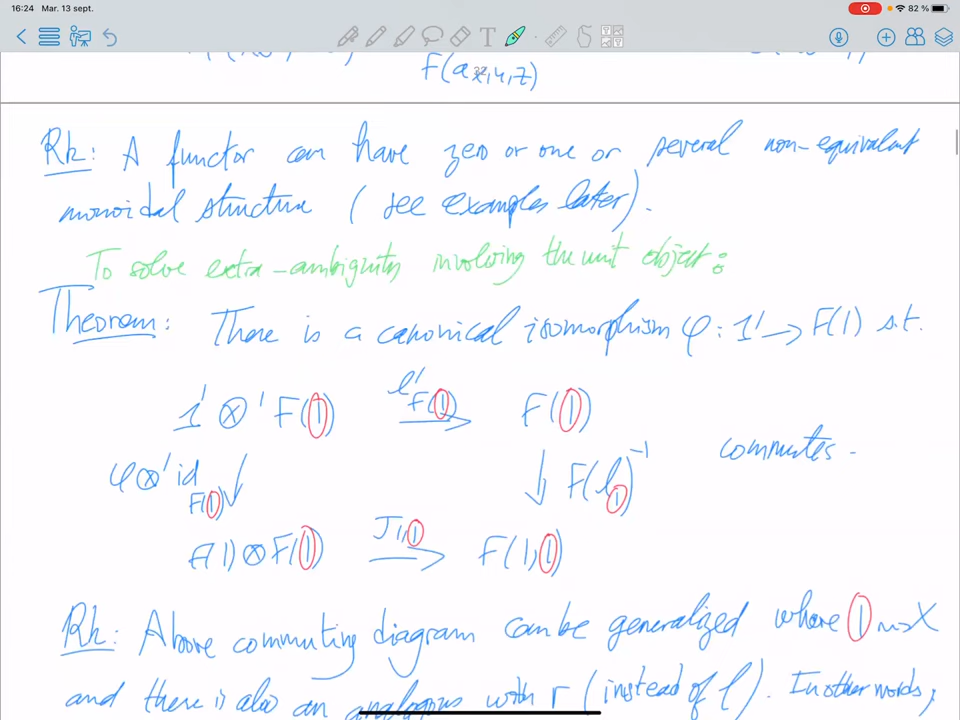 16:24 Mar. 13 sept. 82 %
F(a x,y,z)
Rk: A functor can have zero or one or several non-equivalent
monoidal structure (see examples later).
To solve extra-ambiguity involving the unit object:
Theorem: There is a canonical isomorphism φ: 1' → F(1) s.t.
1' ⊗' F(1) l'F(1) → F(1)
φ⊗'id F(1) ↓ ↓ F(l1)⁻¹ commutes.
F(1) ⊗ F(1) J1,1 → F(1,1)
Rk: Above commuting diagram can be generalized where 1 ⇝ X
and there is also an analogous with r (instead of l). In other words,